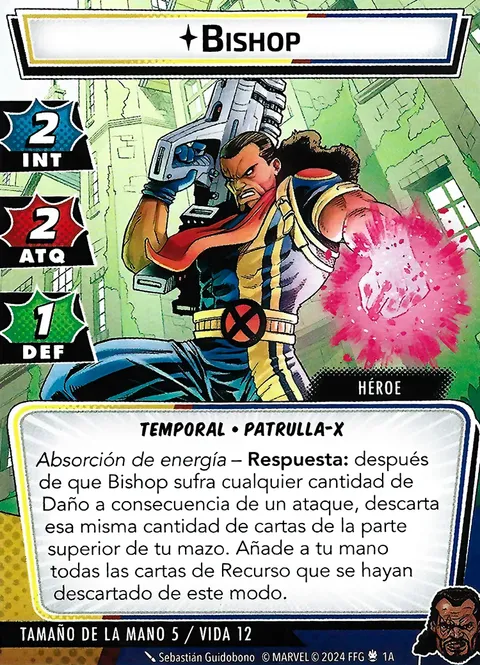 BISHOP
2
INT
2
ATQ
1
DEF
HÉROE
TEMPORAL • PATRULLA-X
Absorción de energía – Respuesta: después
de que Bishop sufra cualquier cantidad de
Daño a consecuencia de un ataque, descarta
esa misma cantidad de cartas de la parte
superior de tu mazo. Añade a tu mano
todas las cartas de Recurso que se hayan
descartado de este modo.
TAMAÑO DE LA MANO 5 / VIDA 12
Sebastián Guidobono © MARVEL © 2024 FFG 1A